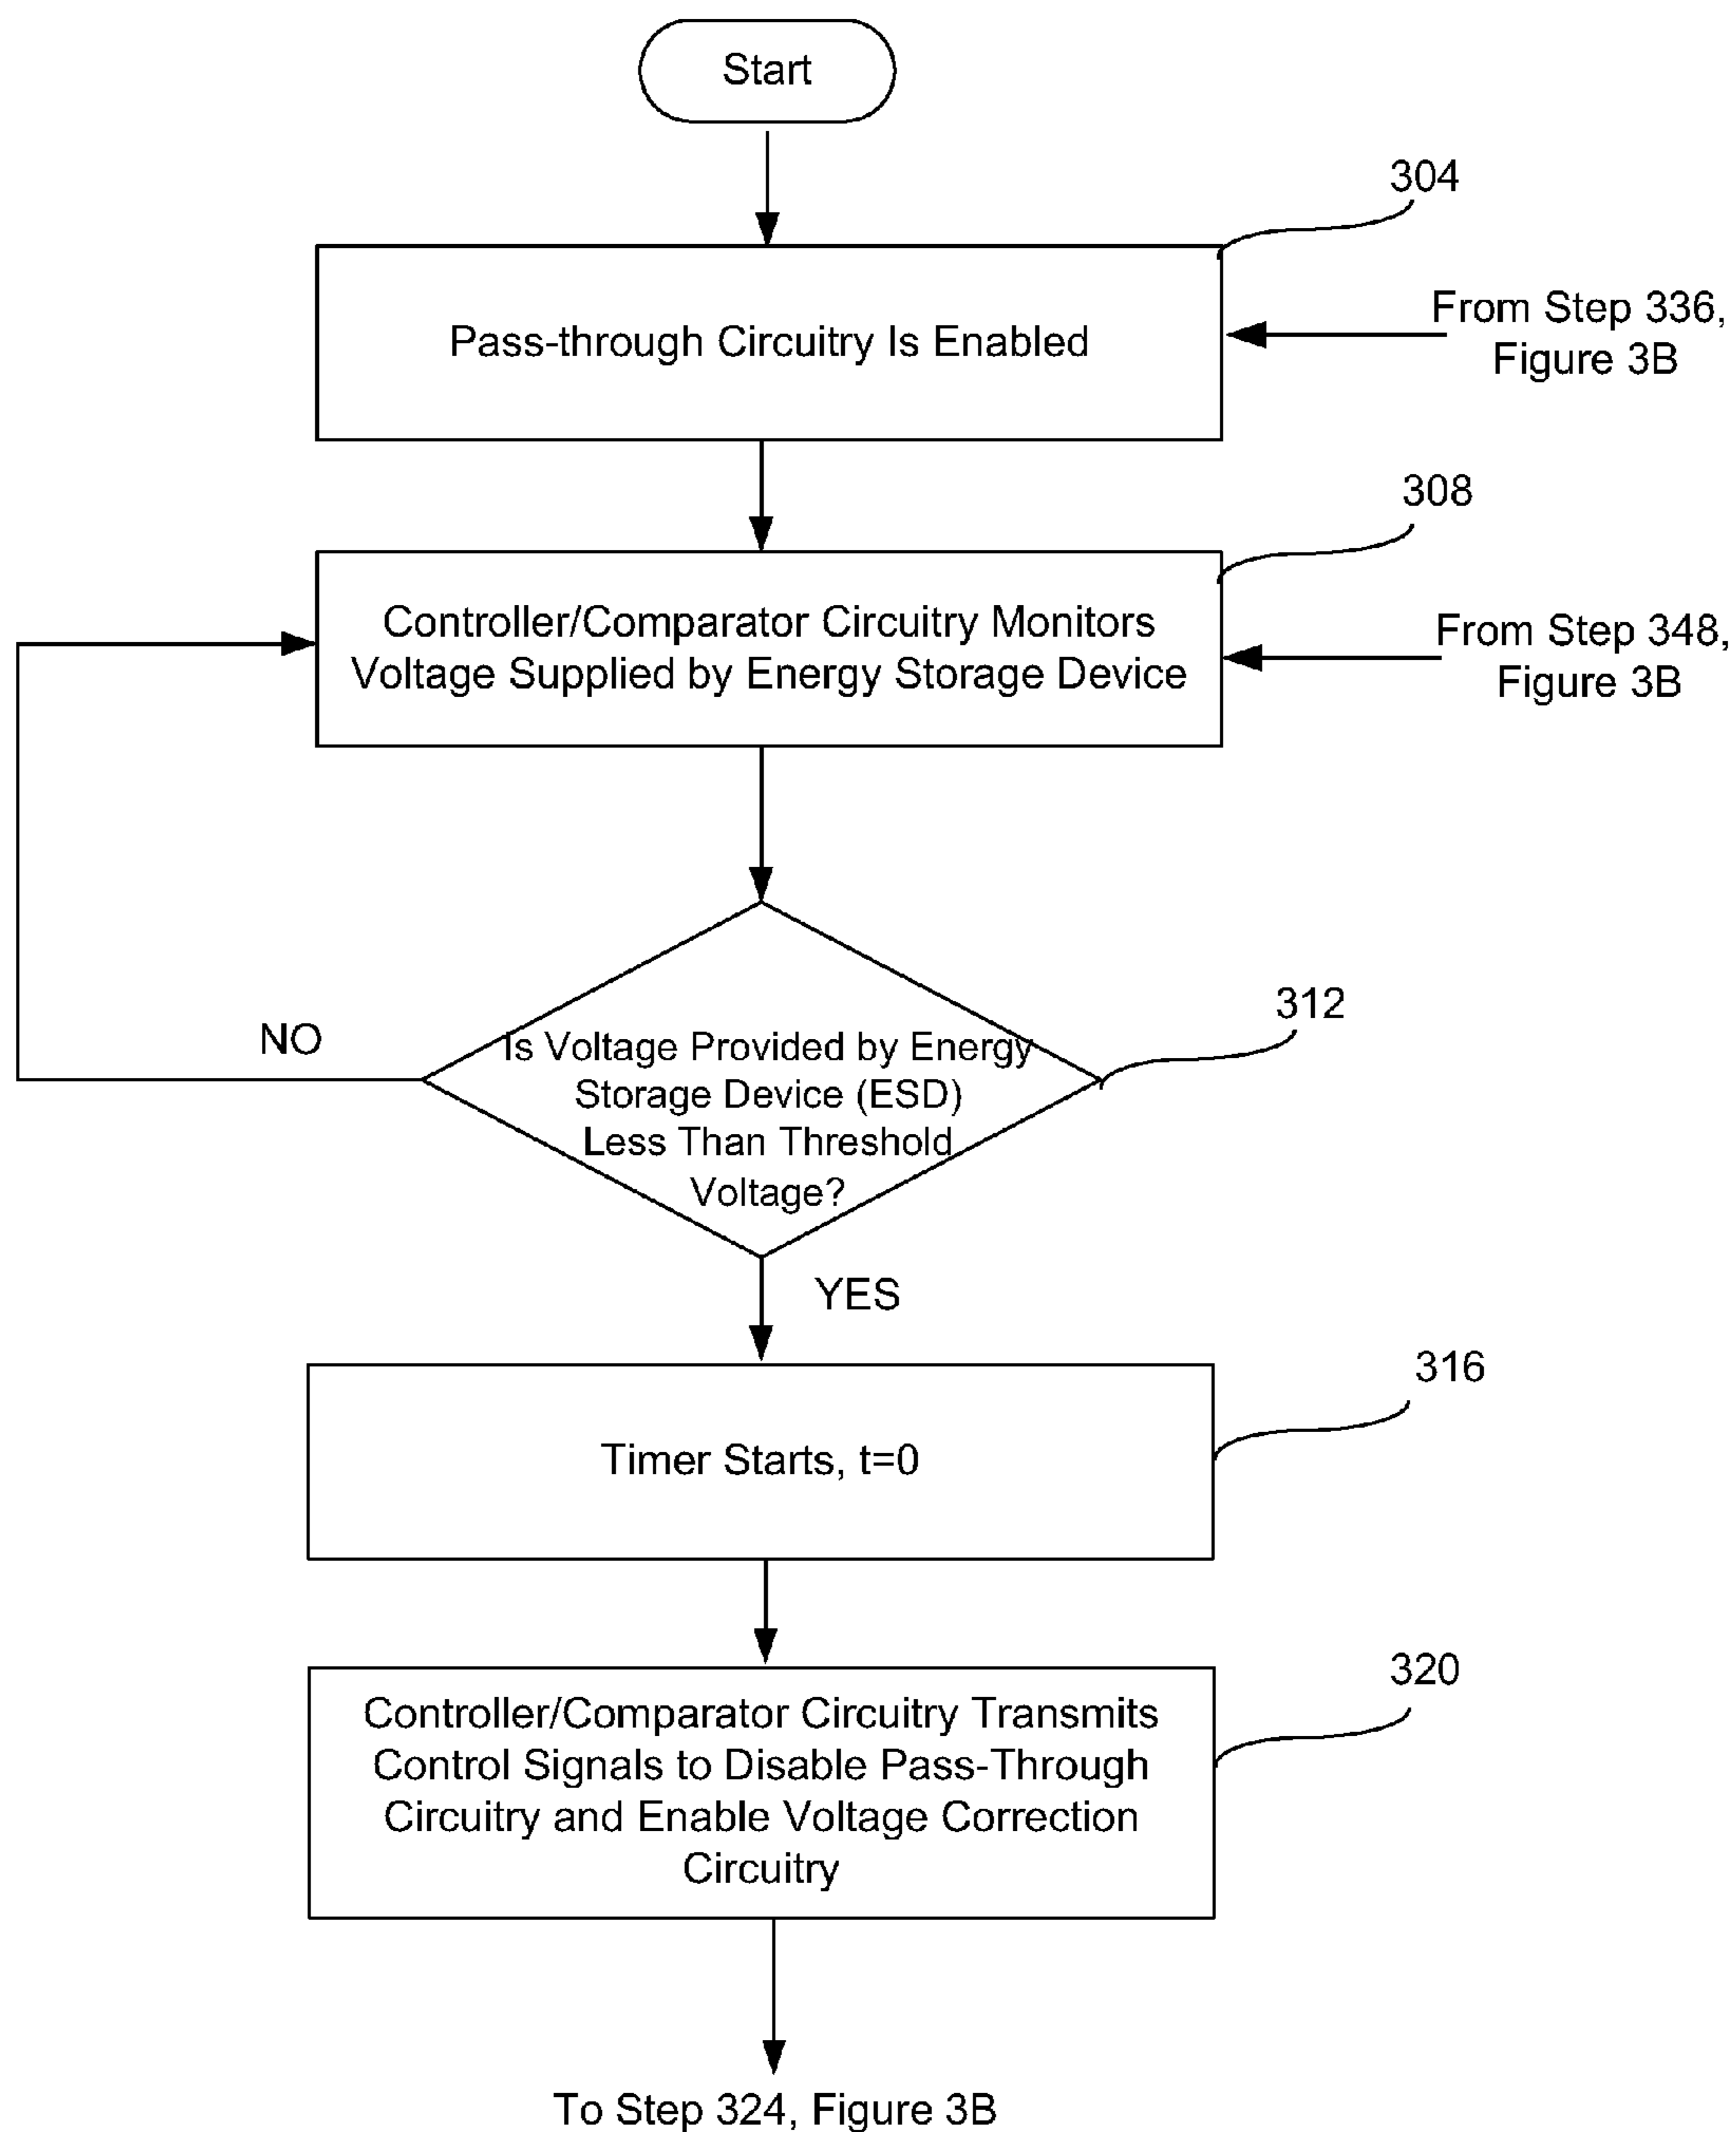 Start
304
Pass-through Circuitry Is Enabled
From Step 336,
Figure 3B
308
Controller/Comparator Circuitry Monitors
Voltage Supplied by Energy Storage Device
From Step 348,
Figure 3B
NO
Is Voltage Provided by Energy
Storage Device (ESD)
Less Than Threshold
Voltage?
312
YES
316
Timer Starts, t=0
320
Controller/Comparator Circuitry Transmits
Control Signals to Disable Pass-Through
Circuitry and Enable Voltage Correction
Circuitry
To Step 324, Figure 3B